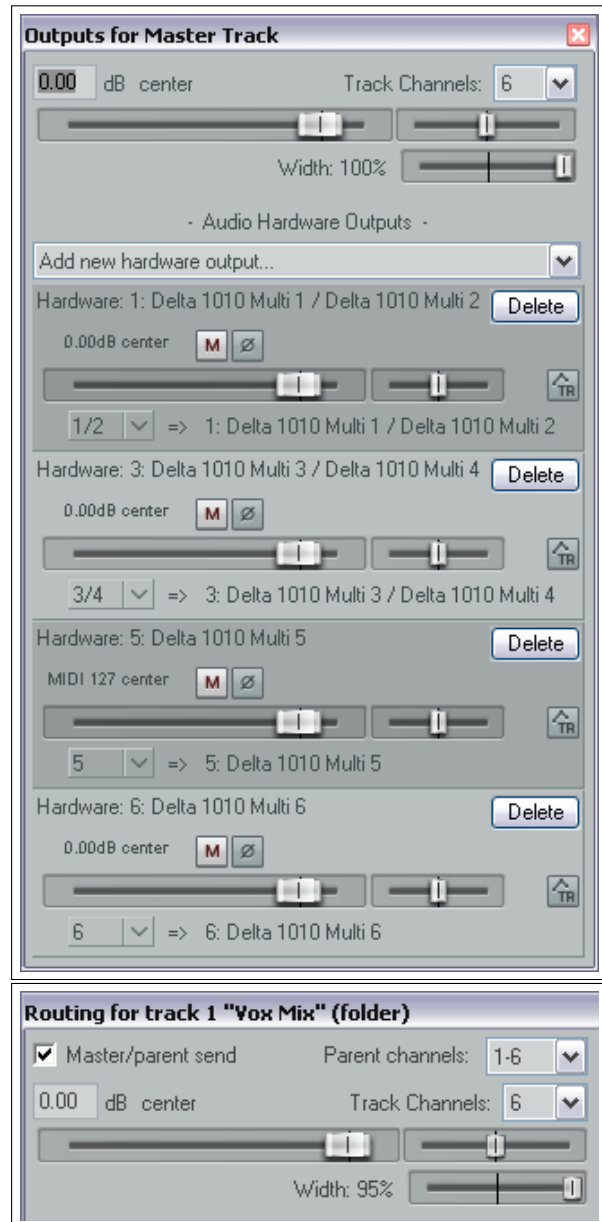 Outputs for Master Track
0.00 dB center Track Channels: 6
Width: 100%
- Audio Hardware Outputs -
Add new hardware output...
Hardware: 1: Delta 1010 Multi 1 / Delta 1010 Multi 2 Delete
0.00dB center M Ø
TR
1/2 => 1: Delta 1010 Multi 1 / Delta 1010 Multi 2
Hardware: 3: Delta 1010 Multi 3 / Delta 1010 Multi 4 Delete
0.00dB center M Ø
TR
3/4 => 3: Delta 1010 Multi 3 / Delta 1010 Multi 4
Hardware: 5: Delta 1010 Multi 5 Delete
MIDI 127 center M Ø
TR
5 => 5: Delta 1010 Multi 5
Hardware: 6: Delta 1010 Multi 6 Delete
0.00dB center M Ø
TR
6 => 6: Delta 1010 Multi 6
Routing for track 1 "Vox Mix" (folder)
Master/parent send Parent channels: 1-6
0.00 dB center Track Channels: 6
Width: 95%